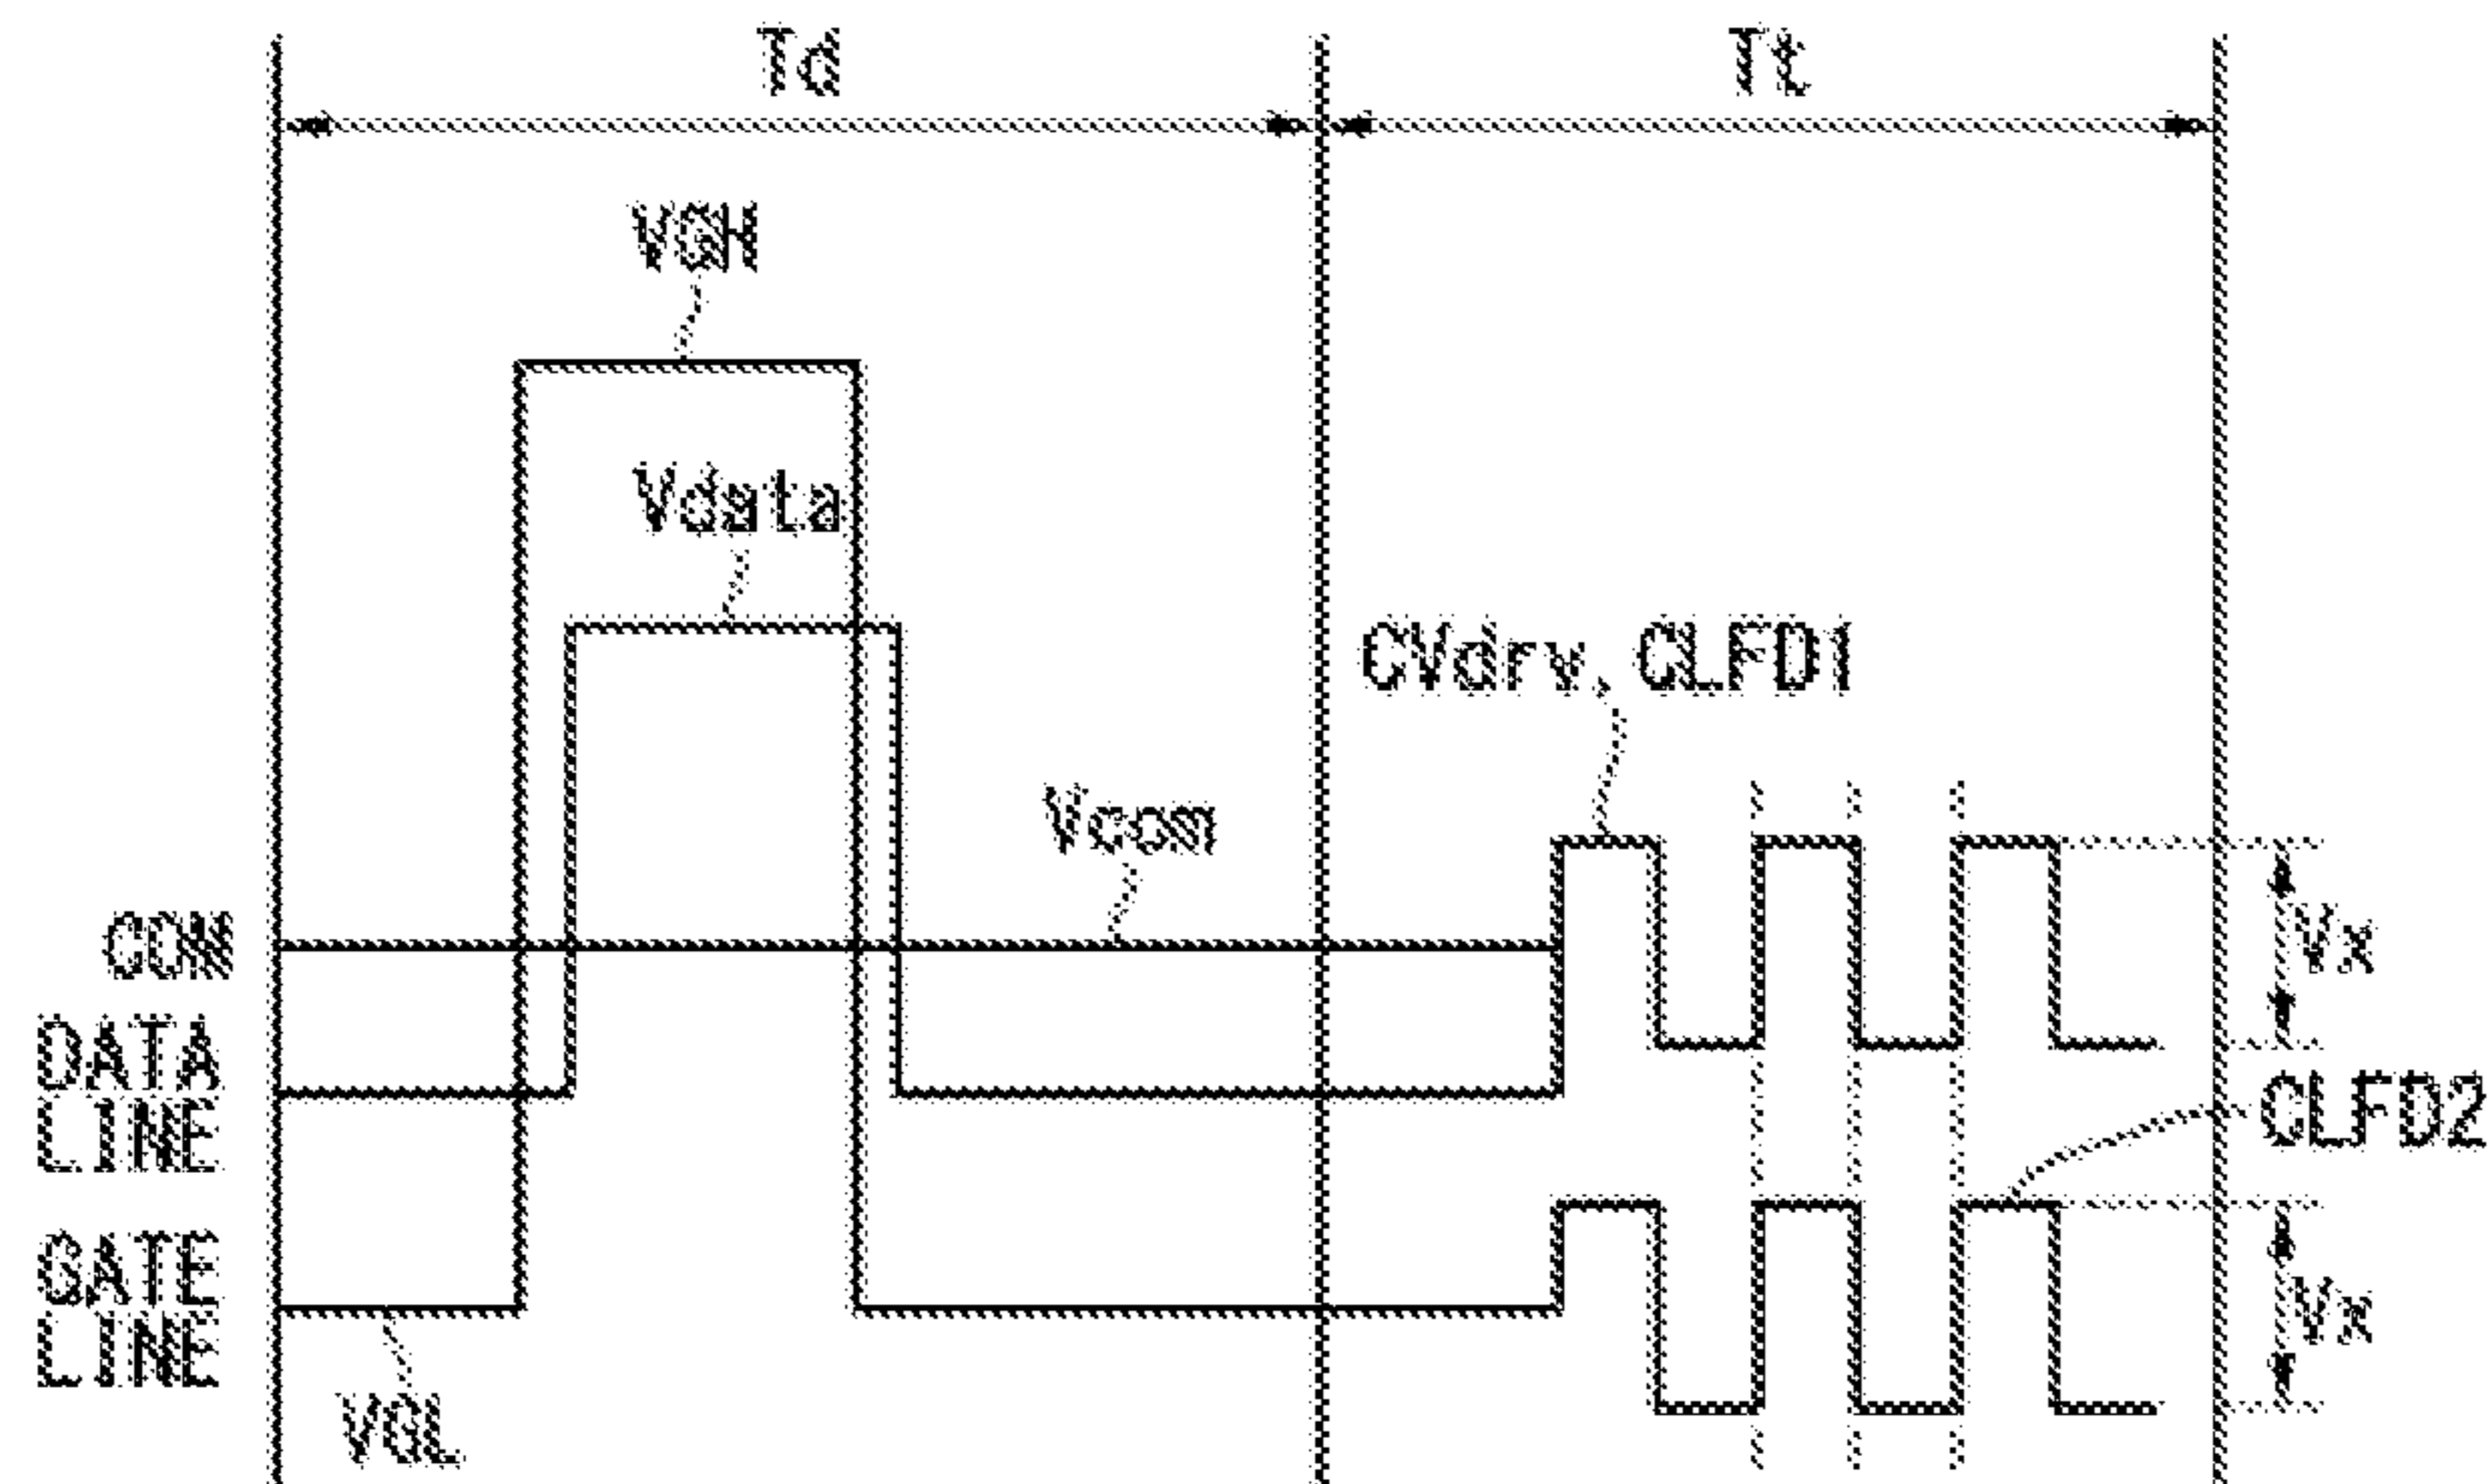 Td
Tt
VGH
Vdata
CVdrv, CLFD1
Vcom
COM
Vx
DATA
LINE
CLFD2
GATE
LINE
Vx
VGL